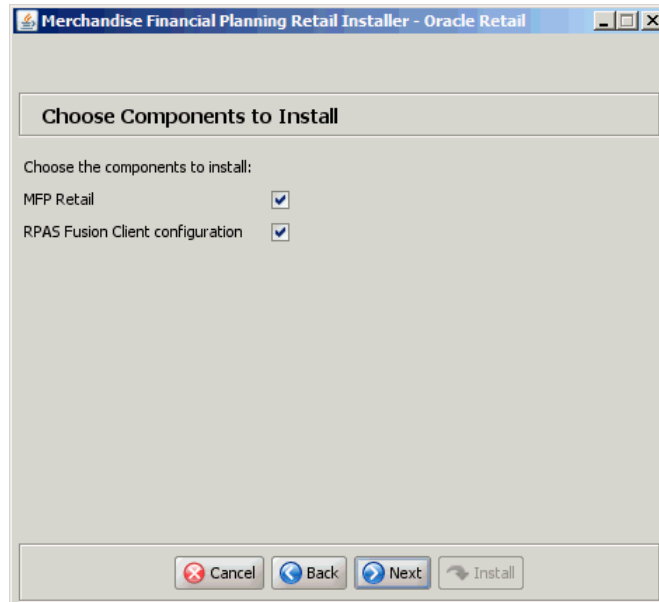 Merchandise Financial Planning Retail Installer - Oracle Retail
Choose Components to Install
Choose the components to install:
MFP Retail
RPAS Fusion Client configuration
Cancel Back Next Install